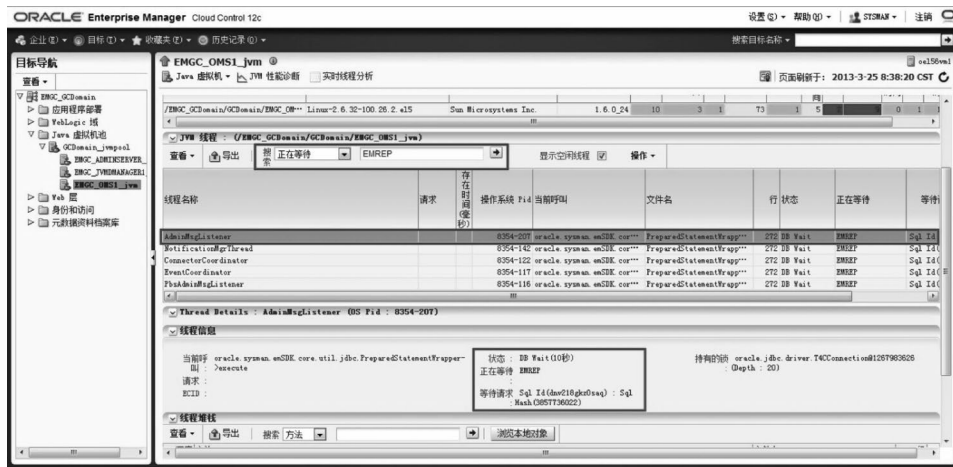 ORACLE Enterprise Manager Cloud Control 12c
设置(S) 帮助(H) SYSMAN 注销
企业(E) 目标(T) 收藏夹(F) 历史记录(O) 搜索目标名称
目标导航
查看
EMGC_GCDomain
应用程序部署
WebLogic 域
Java 虚拟机池
GCDomain_jvmpool
EMGC_ADMINSERVER_
EMGC_JVMDMANAGER1_
EMGC_OMS1_jvm
Web 层
身份和访问
元数据资料档案库
EMGC_OMS1_jvm
oel56vm1
Java 虚拟机 JVM 性能诊断 实时线程分析
页面刷新于: 2013-3-25 8:38:20 CST
/EMGC_GCDomain/GCDomain/EMGC_OM... Linux-2.6.32-100.26.2.el5 Sun Microsystems Inc. 1.6.0_24 10 3 1 73 1 5 0 1 1
JVM 线程 : (/EMGC_GCDomain/GCDomain/EMGC_OMS1_jvm)
查看 导出 搜索 正在等待 EMREP 显示空闲线程 操作
线程名称 请求 存在时间(毫秒) 操作系统 Pid 当前呼叫 文件名 行 状态 正在等待 等待
AdminMsgListener 8354-207 oracle.sysman.emSDK.cor... PreparedStatementWrapp... 272 DB Wait EMREP Sql Id
NotificationMgrThread 8354-142 oracle.sysman.emSDK.cor... PreparedStatementWrapp... 272 DB Wait EMREP Sql Id(
ConnectorCoordinator 8354-122 oracle.sysman.emSDK.cor... PreparedStatementWrapp... 272 DB Wait EMREP Sql Id(
EventCoordinator 8354-117 oracle.sysman.emSDK.cor... PreparedStatementWrapp... 272 DB Wait EMREP Sql Id(
PbsAdminMsgListener 8354-116 oracle.sysman.emSDK.cor... PreparedStatementWrapp... 272 DB Wait EMREP Sql Id(
Thread Details : AdminMsgListener (OS Pid : 8354-207)
线程信息
当前呼叫 : oracle.sysman.emSDK.core.util.jdbc.PreparedStatementWrapper->execute
请求 :
ECID :
状态 : DB Wait(10秒)
正在等待 : EMREP
等待请求 : Sql Id(dnv218gkr0saq) : Sql Hash(3857736022)
持有的锁 : oracle.jdbc.driver.T4CConnection@1267983626 (Depth : 20)
线程堆栈
查看 导出 搜索 方法 浏览本地对象